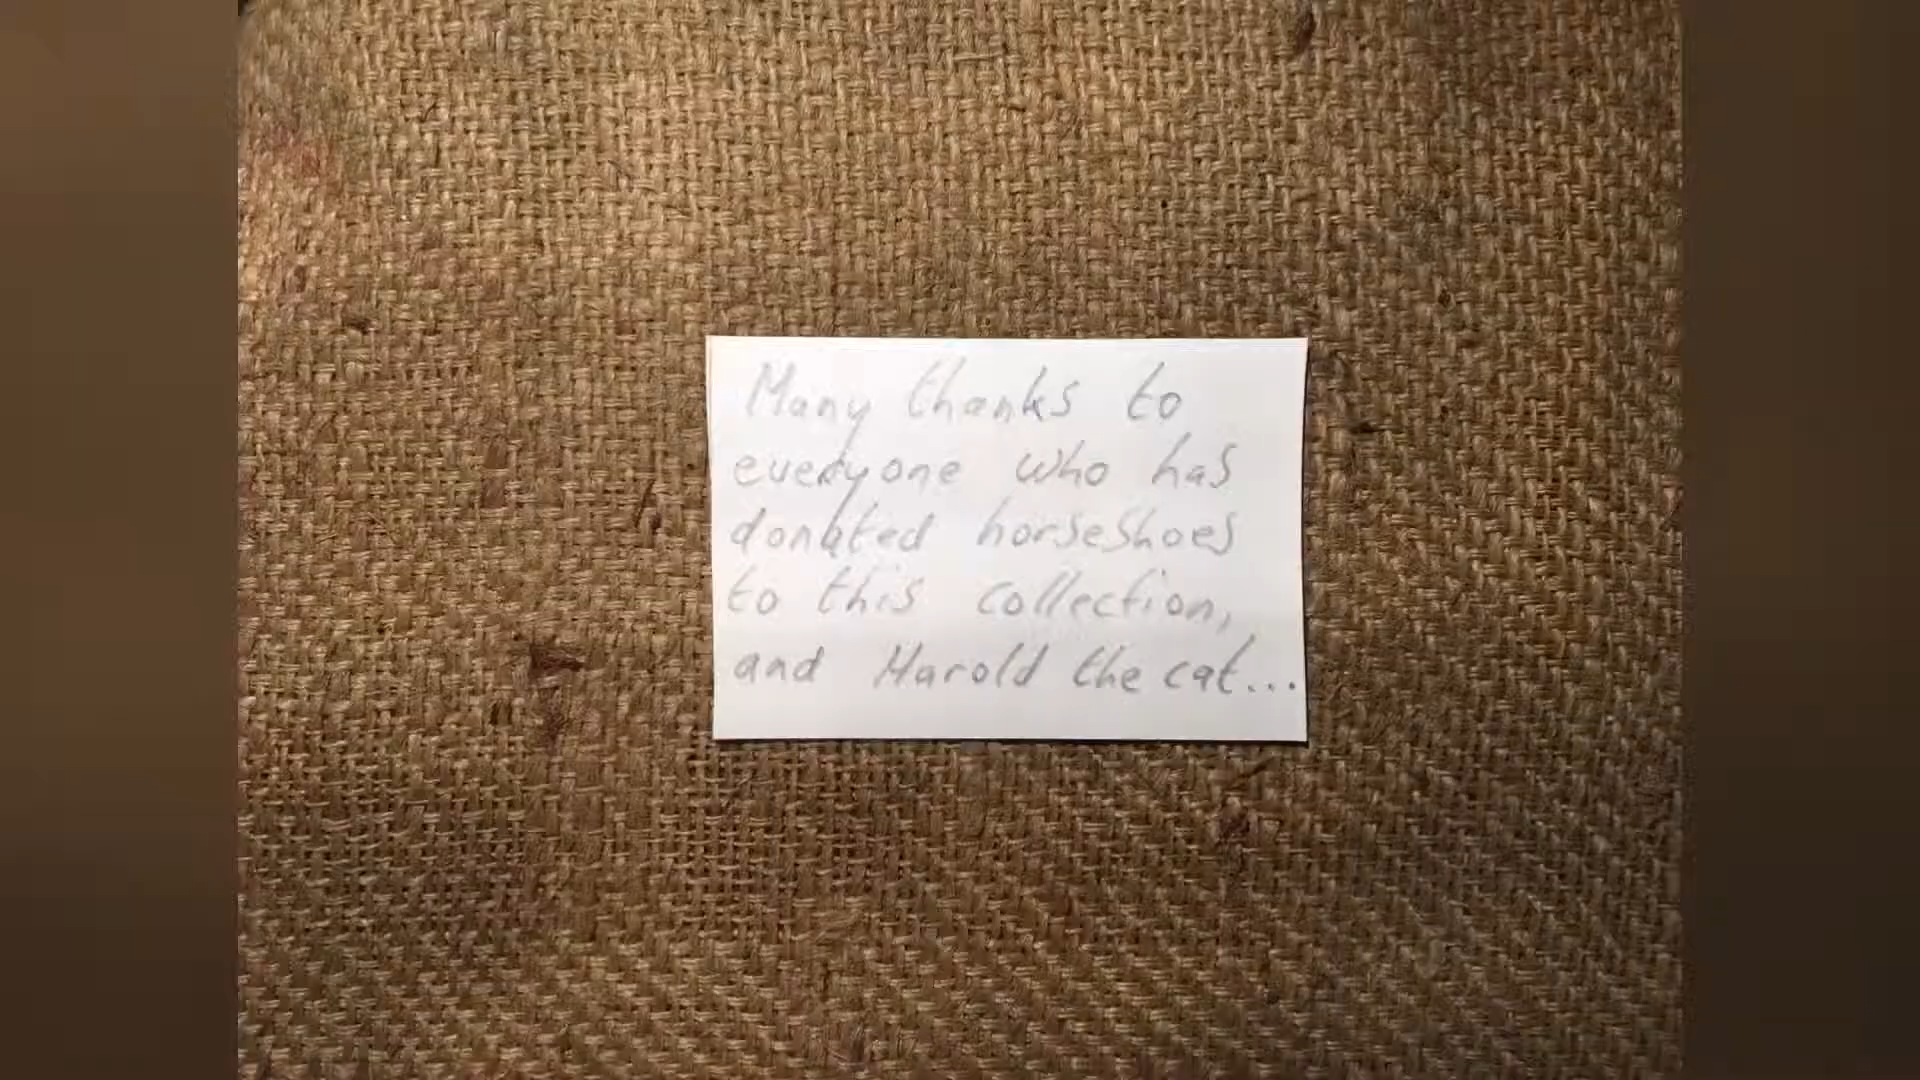 Many thanks to
everyone who has
donated horseshoes
to this collection,
and Harold the cat...